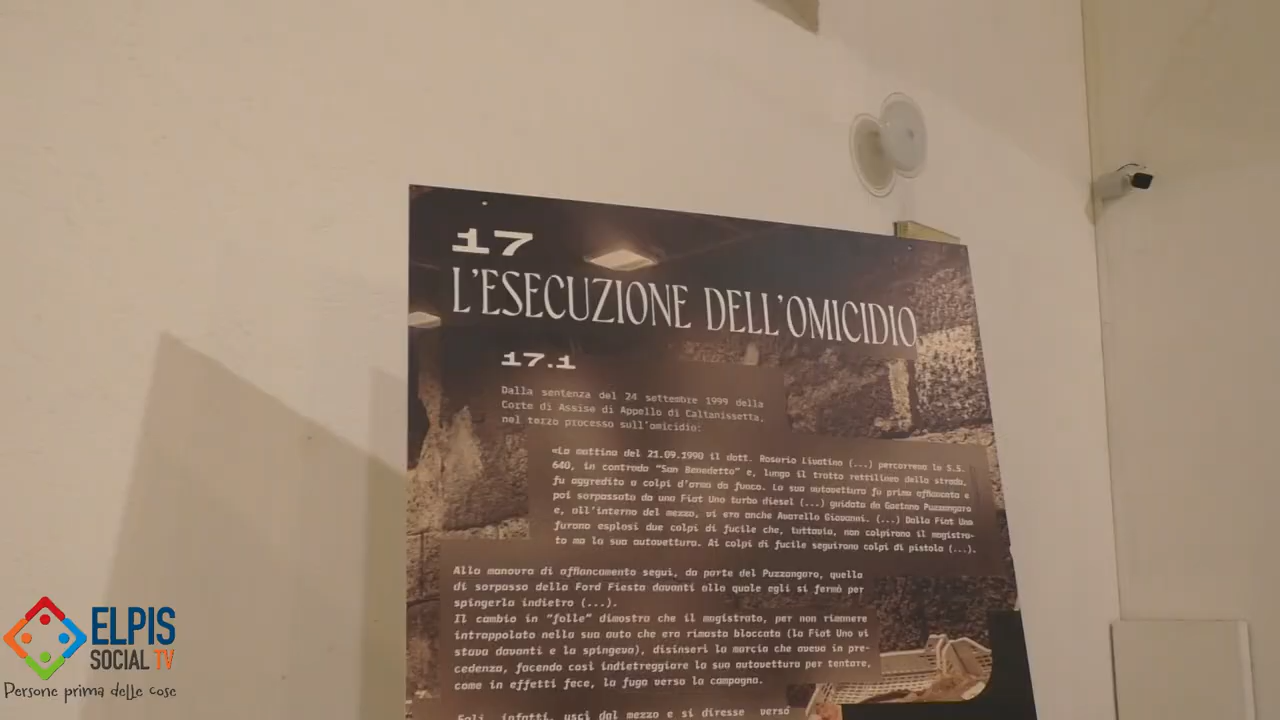 17
L'ESECUZIONE DELL'OMICIDIO
17.1
Dalla sentenza del 24 settembre 1999 della
Corte di Assise di Appello di Caltanissetta,
nel terzo processo sull'omicidio:
«La mattina del 21.09.1990 il dott. Rosario Livatino (...) percorreva la S.S.
640, in contrada "San Benedetto" e, lungo il tratto rettilineo della strada,
fu aggredito a colpi d'arma da fuoco. La sua autovettura fu prima affiancata e
poi sorpassata da una Fiat Uno turbo diesel (...) guidata da Gaetano Puzzangaro
e, all'interno del mezzo, vi era anche Avarello Giovanni. (...) Dalla Fiat Uno
furono esplosi due colpi di fucile che, tuttavia, non colpirono il magistra-
to ma la sua autovettura. Ai colpi di fucile seguirono colpi di pistola (...).
Alla manovra di affiancamento seguì, da parte del Puzzangaro, quella
di sorpasso della Ford Fiesta davanti alla quale egli si fermò per
spingerla indietro (...).
Il cambio in "folle" dimostra che il magistrato, per non rimanere
intrappolato nella sua auto che era rimasta bloccata (la Fiat Uno vi
stava davanti e la spingeva), disinserì la marcia che aveva in pre-
cedenza, facendo così indietreggiare la sua autovettura per tentare,
come in effetti fece, la fuga verso la campagna.
Egli, infatti, uscì dal mezzo e si diresse verso
ELPIS
SOCIAL TV
Persone prima delle cose